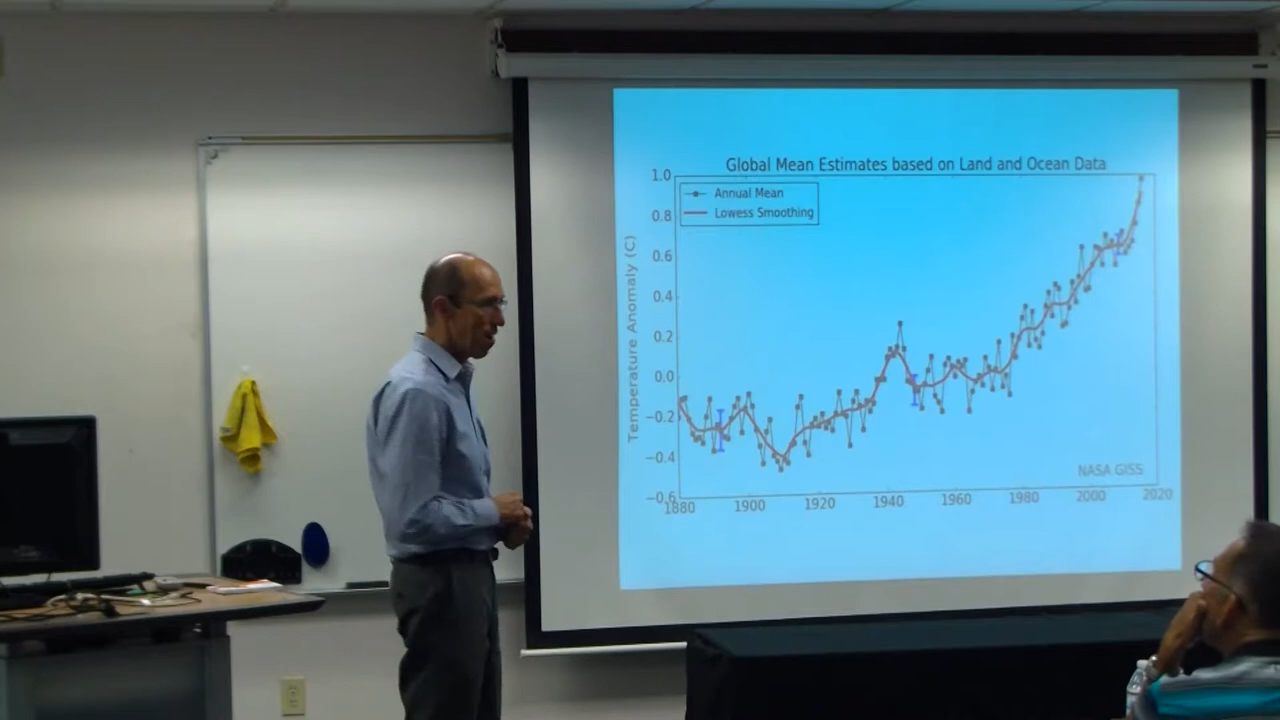 Global Mean Estimates based on Land and Ocean Data
Annual Mean
Lowess Smoothing
Temperature Anomaly (C)
1.0
0.8
0.6
0.4
0.2
0.0
−0.2
−0.4
−0.6
NASA GISS
1880 1900 1920 1940 1960 1980 2000 2020